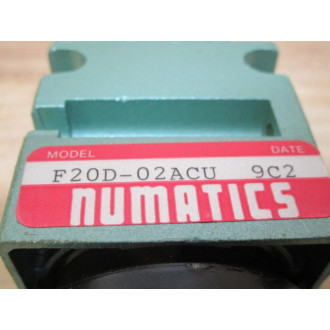 MODEL DATE
F20D-02ACU 9C2
NUMATICS